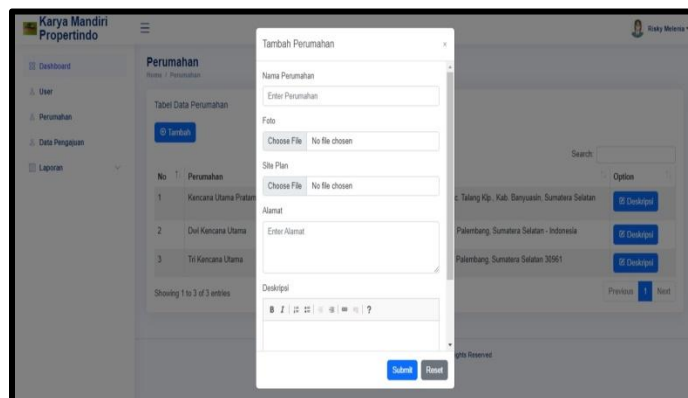 Karya Mandiri
Propertindo
Risky Melenia
Dashboard
User
Perumahan
Data Pengajuan
Laporan
Perumahan
Home / Perumahan
Tabel Data Perumahan
Tambah
Search:
No Perumahan Option
1 Kencana Utama Pratam c. Talang Klp., Kab. Banyuasin, Sumatera Selatan Deskripsi
2 Dwi Kencana Utama Palembang, Sumatera Selatan - Indonesia Deskripsi
3 Tri Kencana Utama Palembang, Sumatera Selatan 30561 Deskripsi
Showing 1 to 3 of 3 entries
Previous 1 Next
ghts Reserved
Tambah Perumahan x
Nama Perumahan
Enter Perumahan
Foto
Choose File No file chosen
Site Plan
Choose File No file chosen
Alamat
Enter Alamat
Deskripsi
B I ?
Submit Reset